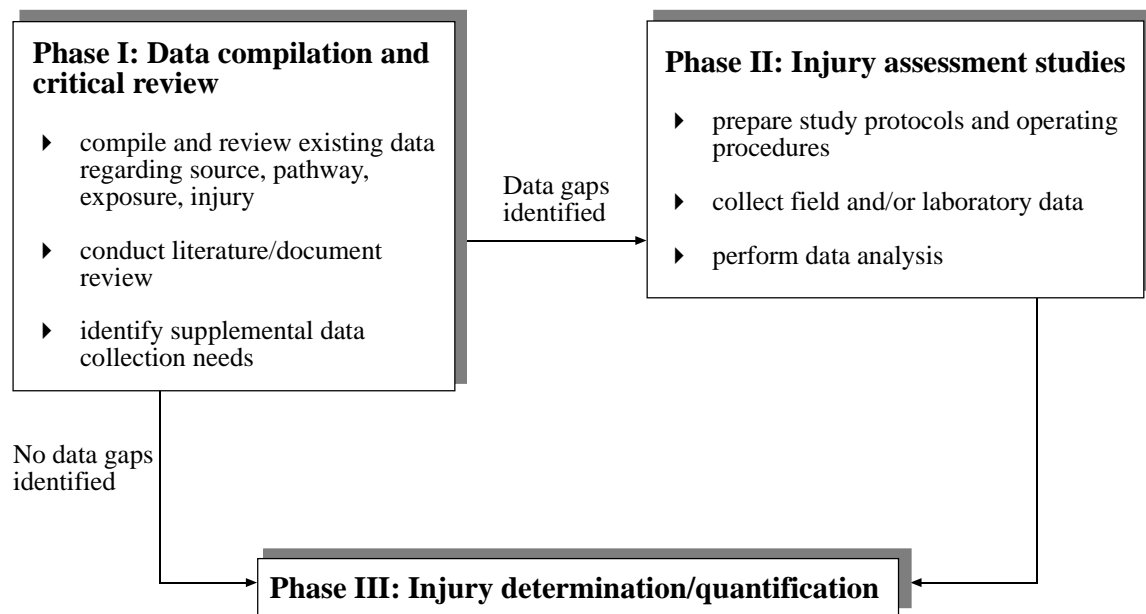 Phase I: Data compilation and
critical review
compile and review existing data
regarding source, pathway,
exposure, injury
conduct literature/document
review
identify supplemental data
collection needs
Data gaps
identified
Phase II: Injury assessment studies
prepare study protocols and operating
procedures
collect field and/or laboratory data
perform data analysis
No data gaps
identified
Phase III: Injury determination/quantification